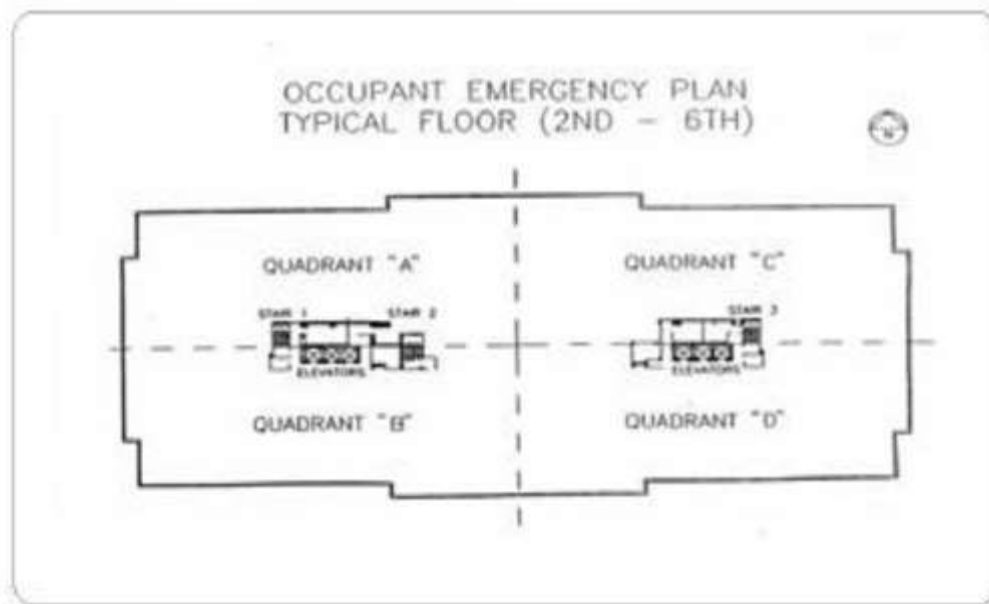 OCCUPANT EMERGENCY PLAN
TYPICAL FLOOR (2ND - 6TH)
N
QUADRANT "A"
QUADRANT "C"
STAIR 1
STAIR 2
STAIR 3
ELEVATORS
ELEVATORS
QUADRANT "B"
QUADRANT "D"